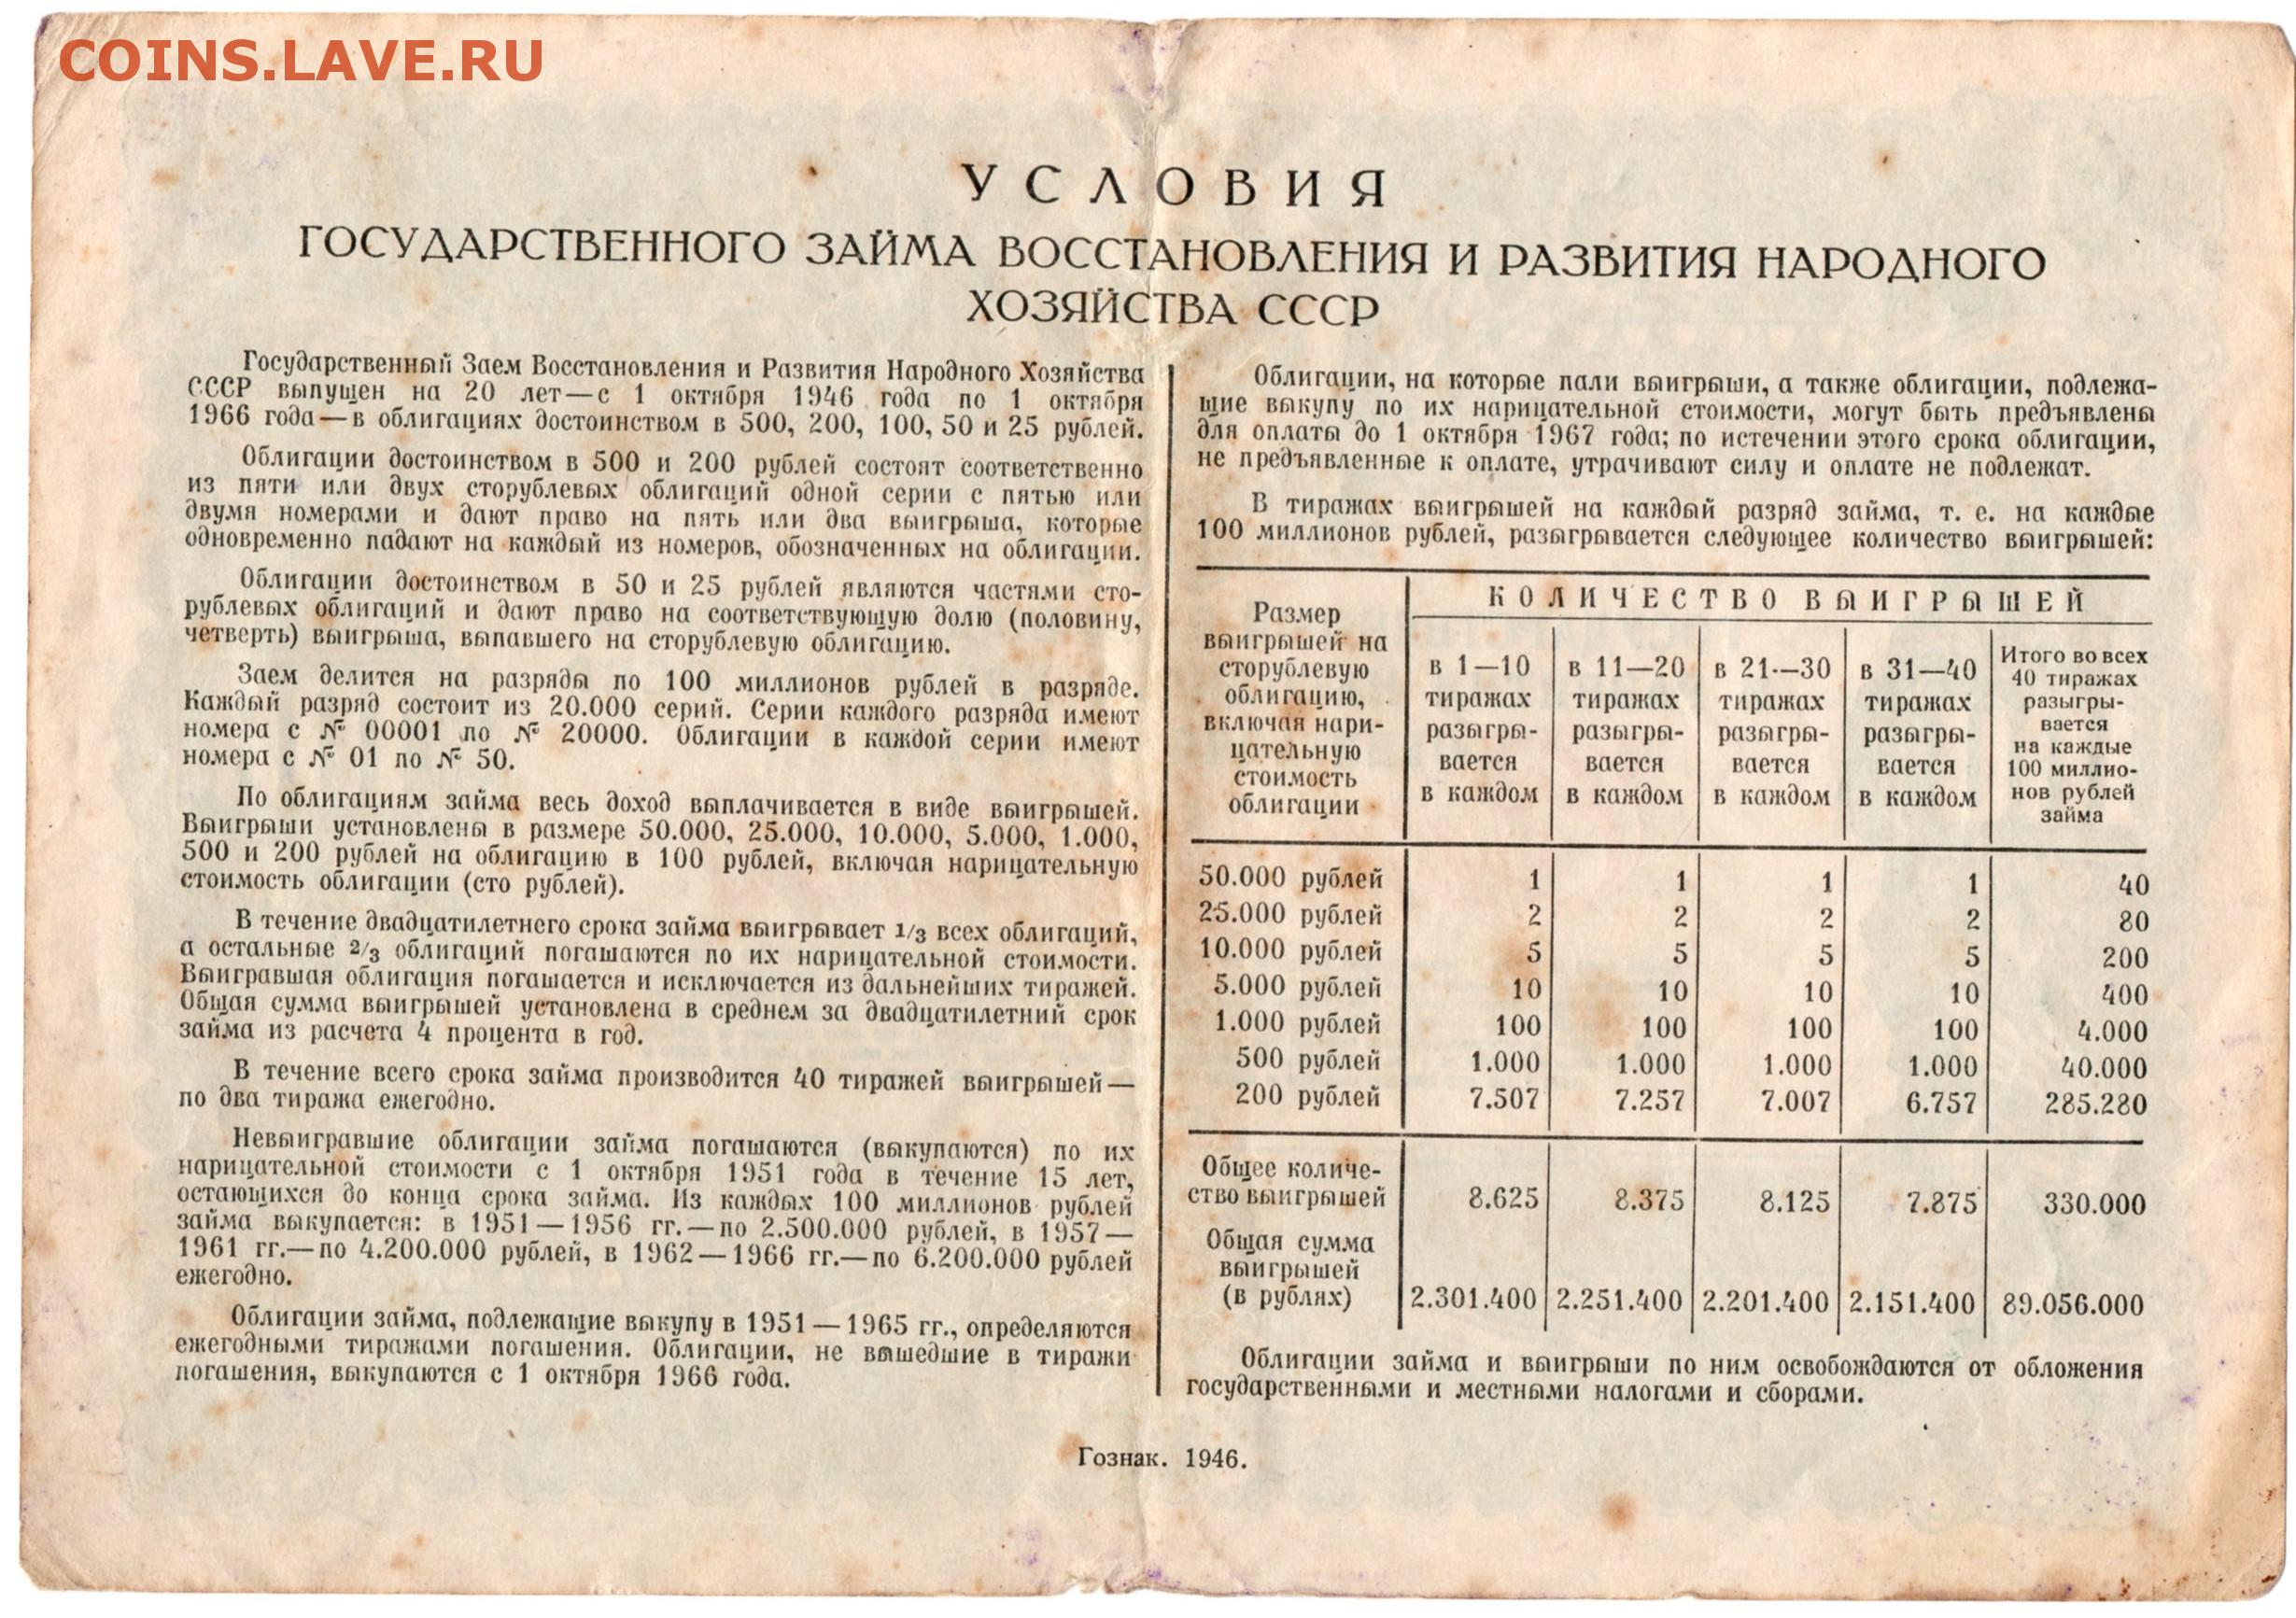 COINS.LAVE.RU
УСЛОВИЯ
ГОСУДАРСТВЕННОГО ЗАЙМА ВОССТАНОВЛЕНИЯ И РАЗВИТИЯ НАРОДНОГО
ХОЗЯЙСТВА СССР
Государственный Заем Восстановления и Развития Народного Хозяйства
СССР выпущен на 20 лет — с 1 октября 1946 года по 1 октября
1966 года — в облигациях достоинством в 500, 200, 100, 50 и 25 рублей.
Облигации достоинством в 500 и 200 рублей состоят соответственно
из пяти или двух сторублевых облигаций одной серии с пятью или
двумя номерами и дают право на пять или два выигрыша, которые
одновременно падают на каждый из номеров, обозначенных на облигации.
Облигации достоинством в 50 и 25 рублей являются частями сто-
рублевых облигаций и дают право на соответствующую долю (половину,
четверть) выигрыша, выпавшего на сторублевую облигацию.
Заем делится на разряды по 100 миллионов рублей в разряде.
Каждый разряд состоит из 20.000 серий. Серии каждого разряда имеют
номера с № 00001 по № 20000. Облигации в каждой серии имеют
номера с № 01 по № 50.
По облигациям займа весь доход выплачивается в виде выигрышей.
Выигрыши установлены в размере 50.000, 25.000, 10.000, 5.000, 1.000,
500 и 200 рублей на облигацию в 100 рублей, включая нарицательную
стоимость облигации (сто рублей).
В течение двадцатилетнего срока займа выигрывает 1/3 всех облигаций,
а остальные 2/3 облигаций погашаются по их нарицательной стоимости.
Выигравшая облигация погашается и исключается из дальнейших тиражей.
Общая сумма выигрышей установлена в среднем за двадцатилетний срок
займа из расчета 4 процента в год.
В течение всего срока займа производится 40 тиражей выигрышей —
по два тиража ежегодно.
Невыигравшие облигации займа погашаются (выкупаются) по их
нарицательной стоимости с 1 октября 1951 года в течение 15 лет,
остающихся до конца срока займа. Из каждых 100 миллионов рублей
займа выкупается: в 1951 — 1956 гг. — по 2.500.000 рублей, в 1957 —
1961 гг. — по 4.200.000 рублей, в 1962 — 1966 гг. — по 6.200.000 рублей
ежегодно.
Облигации займа, подлежащие выкупу в 1951 — 1965 гг., определяются
ежегодными тиражами погашения. Облигации, не вышедшие в тиражи
погашения, выкупаются с 1 октября 1966 года.
Облигации, на которые пали выигрыши, а также облигации, подлежа-
щие выкупу по их нарицательной стоимости, могут быть предъявлены
для оплаты до 1 октября 1967 года; по истечении этого срока облигации,
не предъявленные к оплате, утрачивают силу и оплате не подлежат.
В тиражах выигрышей на каждый разряд займа, т. е. на каждые
100 миллионов рублей, разыгрывается следующее количество выигрышей:
Размер
выигрышей на
сторублевую
облигацию,
включая нари-
цательную
стоимость
облигации
КОЛИЧЕСТВО ВЫИГРЫШЕЙ
в 1—10
тиражах
разыгры-
вается
в каждом
в 11—20
тиражах
разыгры-
вается
в каждом
в 21—30
тиражах
разыгры-
вается
в каждом
в 31—40
тиражах
разыгры-
вается
в каждом
Итого во всех
40 тиражах
разыгры-
вается
на каждые
100 миллио-
нов рублей
займа
50.000 рублей 1 1 1 1 40
25.000 рублей 2 2 2 2 80
10.000 рублей 5 5 5 5 200
5.000 рублей 10 10 10 10 400
1.000 рублей 100 100 100 100 4.000
500 рублей 1.000 1.000 1.000 1.000 40.000
200 рублей 7.507 7.257 7.007 6.757 285.280
Общее количе-
ство выигрышей 8.625 8.375 8.125 7.875 330.000
Общая сумма
выигрышей
(в рублях) 2.301.400 2.251.400 2.201.400 2.151.400 89.056.000
Облигации займа и выигрыши по ним освобождаются от обложения
государственными и местными налогами и сборами.
Гознак. 1946.